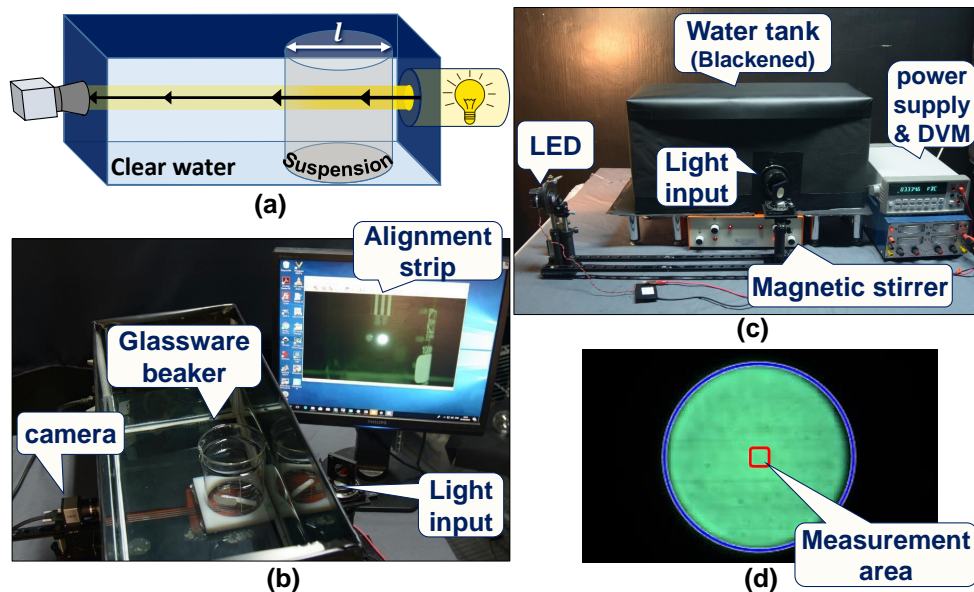 l
Clear water
Suspension
(a)
Water tank
(Blackened)
power
supply
& DVM
LED
Light
input
Magnetic stirrer
(c)
Alignment
strip
Glassware
beaker
camera
PHILIPS
Light
input
(b)
Measurement
area
(d)